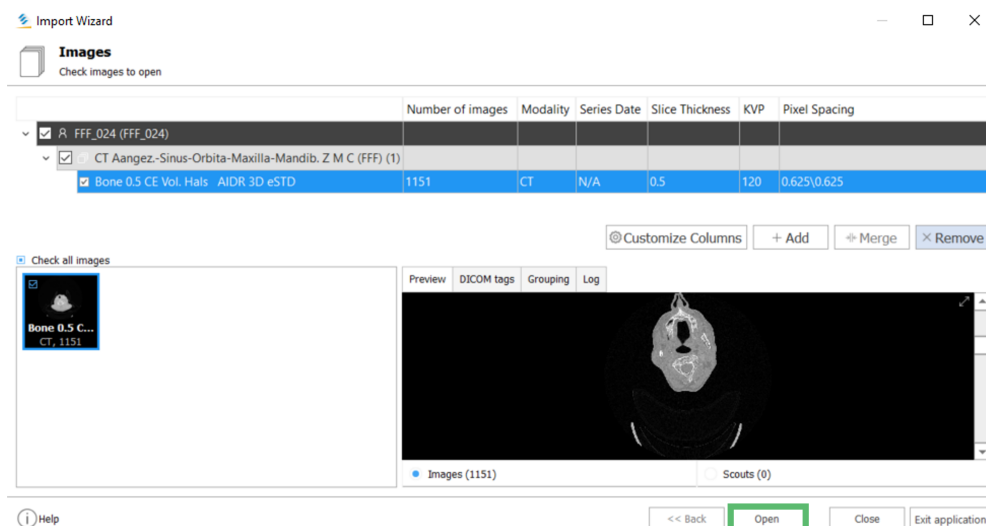 Import Wizard
Images
Check images to open
Number of images Modality Series Date Slice Thickness KVP Pixel Spacing
FFF_024 (FFF_024)
CT Aangez.-Sinus-Orbita-Maxilla-Mandib. Z M C (FFF) (1)
Bone 0.5 CE Vol. Hals AIDR 3D eSTD 1151 CT N/A 0.5 120 0.625\0.625
Customize Columns + Add Merge × Remove
Check all images
Preview DICOM tags Grouping Log
Bone 0.5 C...
CT, 1151
Images (1151) Scouts (0)
Help << Back Open Close Exit application